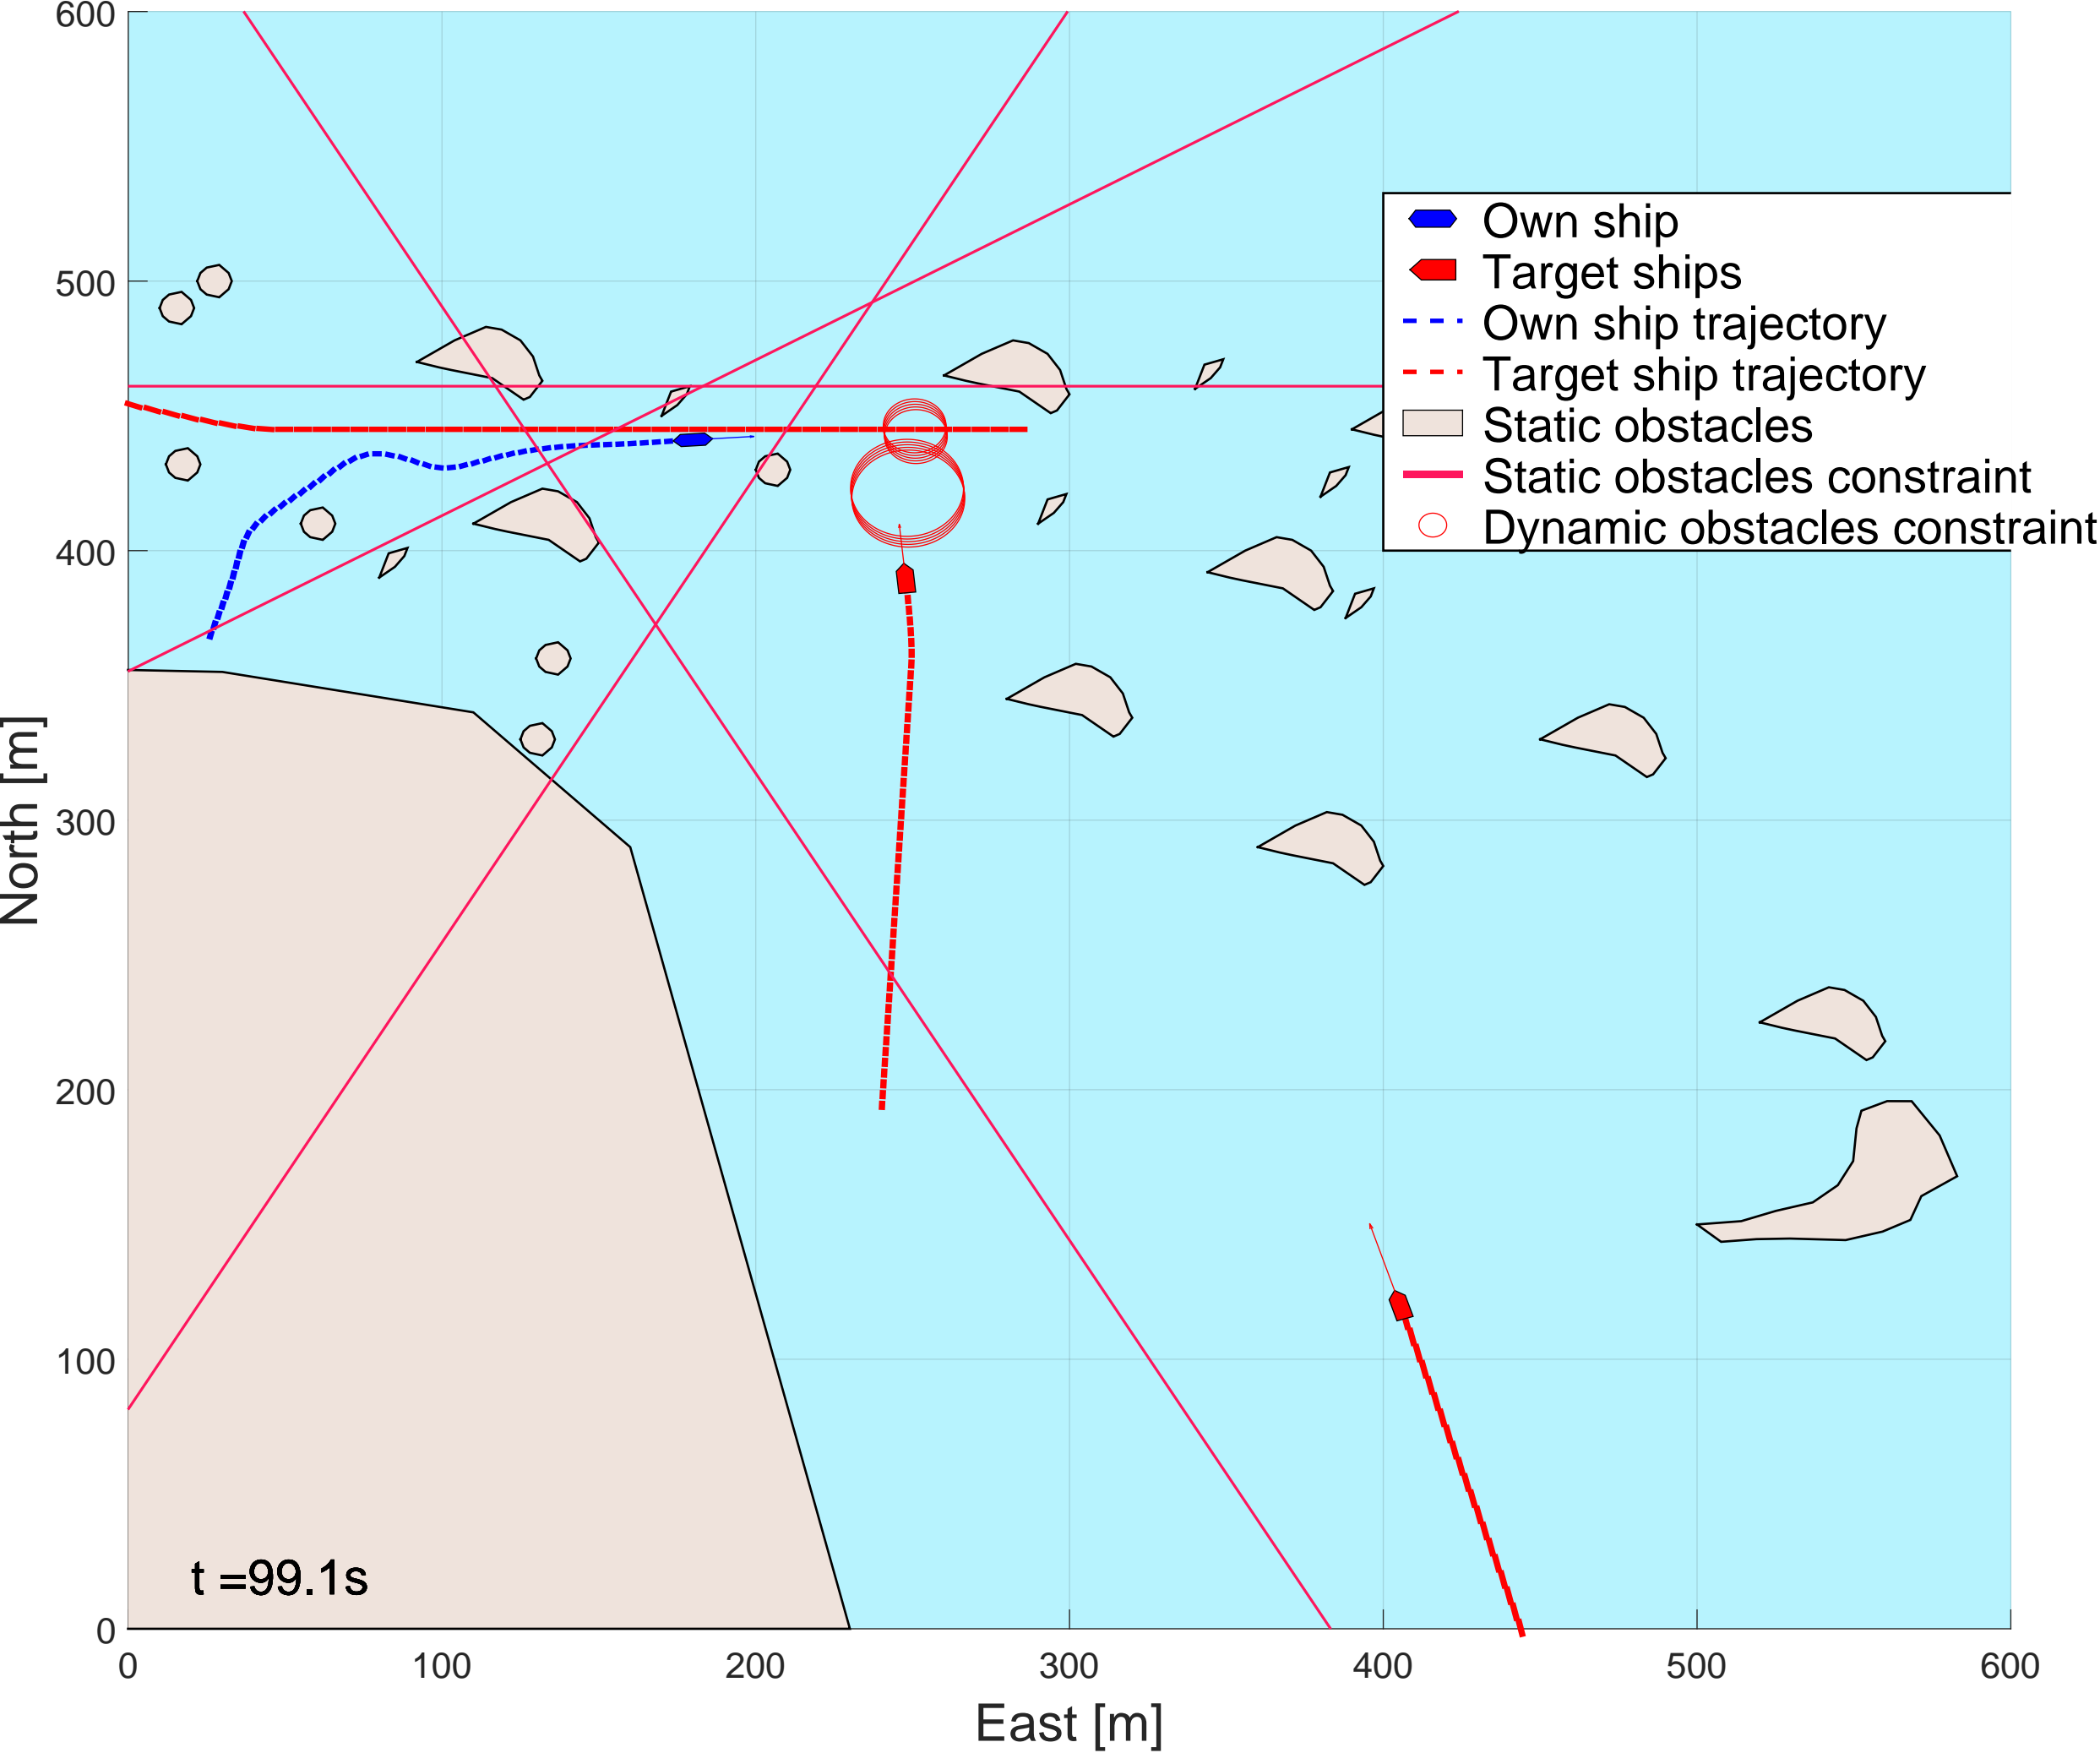 600
500
400
300
200
100
0
North [m]
Own ship
Target ships
Own ship trajectory
Target ship trajectory
Static obstacles
Static obstacles constraint
Dynamic obstacles constraint
t =99.1s
0 100 200 300 400 500 600
East [m]